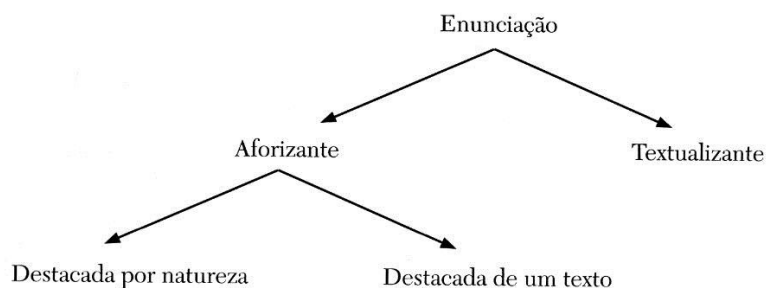 Enunciação
Aforizante
Textualizante
Destacada por natureza
Destacada de um texto